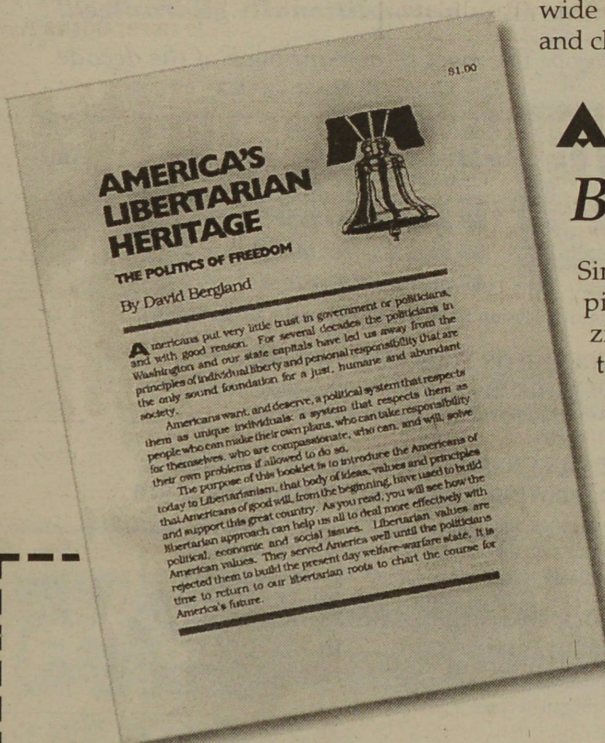 wide
and cl
$1.00
AMERICA'S
LIBERTARIAN
HERITAGE
THE POLITICS OF FREEDOM
By David Bergland
Americans put very little trust in government or politicians,
and with good reason. For several decades the politicians in
Washington and our state capitals have led us away from the
principles of individual liberty and personal responsibility that are
the only sound foundation for a just, humane and abundant
society.
Americans want, and deserve, a political system that respects
them as unique individuals: a system that respects them as
people who can make their own plans, who can take responsibility
for themselves, who are compassionate, who can, and will, solve
their own problems if allowed to do so.
The purpose of this booklet is to introduce the Americans of
today to Libertarianism, that body of ideas, values and principles
that Americans of good will, from the beginning, have used to build
and support this great country. As you read, you will see how the
libertarian approach can help us all to deal more effectively with
political, economic and social issues. Libertarian values are
American values. They served America well until the politicians
rejected them to build the present day welfare-warfare state. It is
time to return to our libertarian roots to chart the course for
America's future.
A
B
Sin
pr
zi
t